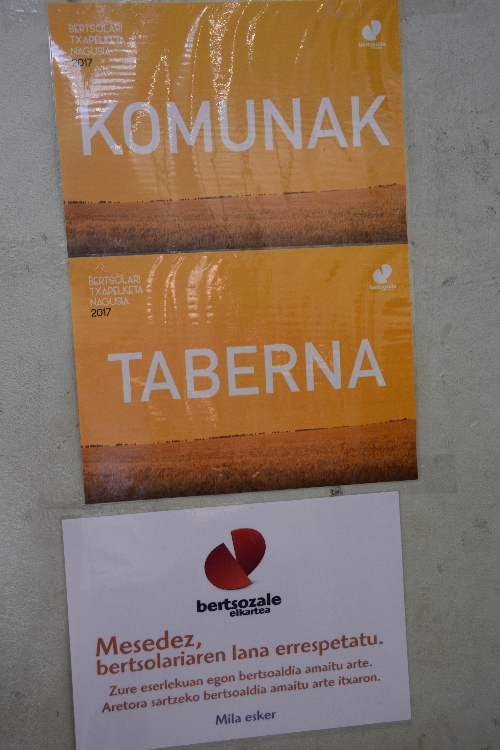 BERTSOLARI
TXAPELKETA
NAGUSIA
2017
bertsozale
KOMUNAK
BERTSOLARI
TXAPELKETA
NAGUSIA
2017
bertsozale
TABERNA
bertsozale
elkartea
Mesedez,
bertsolariaren lana errespetatu.
Zure eserlekuan egon bertsoaldia amaitu arte.
Aretora sartzeko bertsoaldia amaitu arte itxaron.
Mila esker